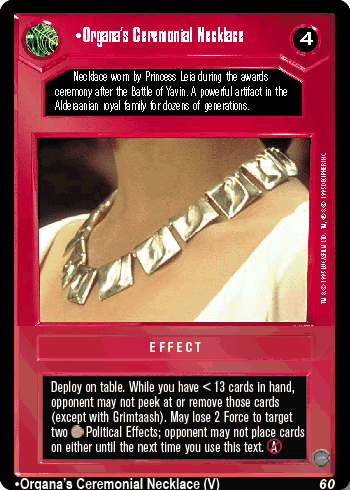 •Organa's Ceremonial Necklace
4
Necklace worn by Princess Leia during the awards
ceremony after the Battle of Yavin. A powerful artifact in the
Alderaanian royal family for dozens of generations.
EFFECT
Deploy on table. While you have < 13 cards in hand,
opponent may not peek at or remove those cards
(except with Grimtaash). May lose 2 Force to target
two Political Effects; opponent may not place cards
on either until the next time you use this text. A
•Organa's Ceremonial Necklace (V) 60